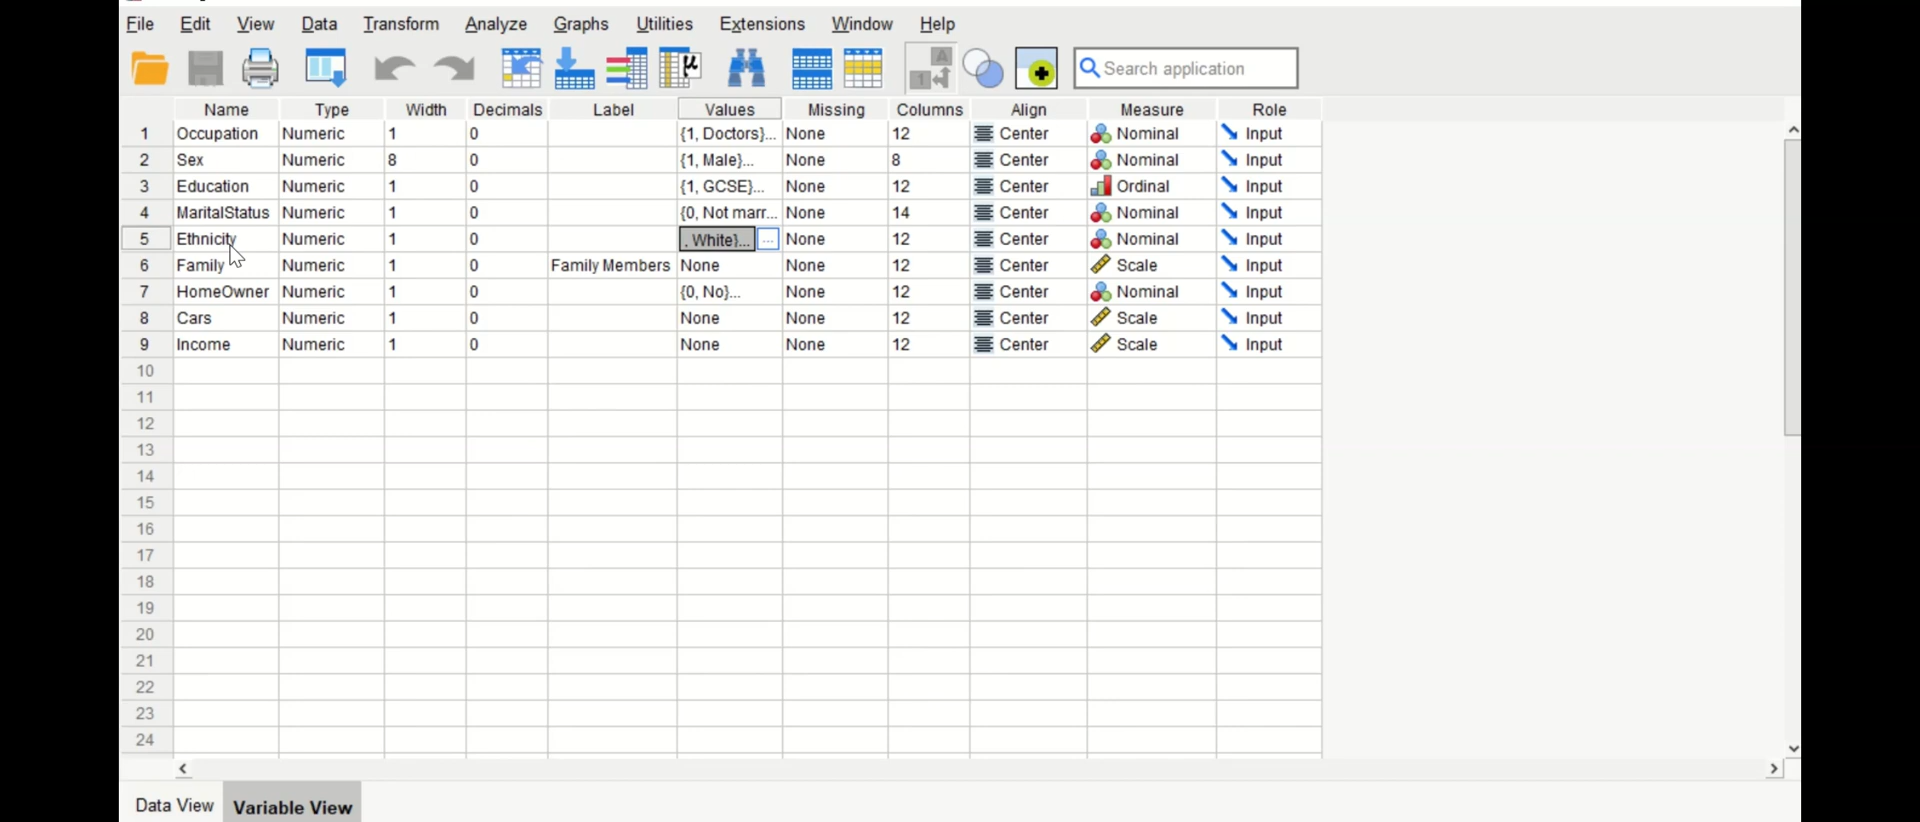 File Edit View Data Transform Analyze Graphs Utilities Extensions Window Help
Search application
Name Type Width Decimals Label Values Missing Columns Align Measure Role
1 Occupation Numeric 1 0 {1, Doctors}... None 12 Center Nominal Input
2 Sex Numeric 8 0 {1, Male}... None 8 Center Nominal Input
3 Education Numeric 1 0 {1, GCSE}... None 12 Center Ordinal Input
4 MaritalStatus Numeric 1 0 {0, Not marr... None 14 Center Nominal Input
5 Ethnicity Numeric 1 0 , White}... ... None 12 Center Nominal Input
6 Family Numeric 1 0 Family Members None None 12 Center Scale Input
7 HomeOwner Numeric 1 0 {0, No}... None 12 Center Nominal Input
8 Cars Numeric 1 0 None None 12 Center Scale Input
9 Income Numeric 1 0 None None 12 Center Scale Input
10
11
12
13
14
15
16
17
18
19
20
21
22
23
24
Data View Variable View